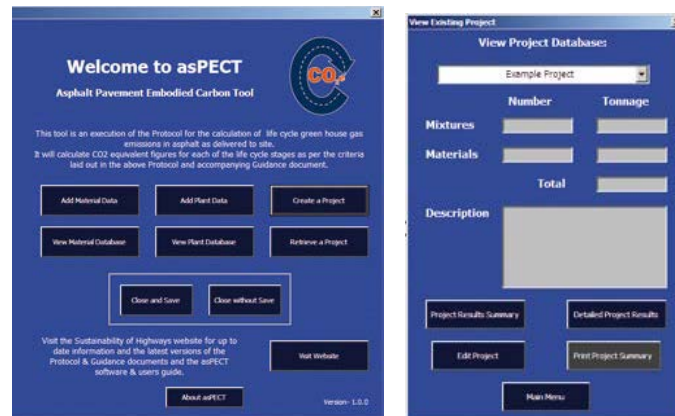 Welcome to asPECT
Asphalt Pavement Embodied Carbon Tool
CO2e
This tool is an execution of the Protocol for the calculation of life cycle green house gas
emissions in asphalt as delivered to site.
It will calculate CO2 equivalent figures for each of the life cycle stages as per the criteria
laid out in the above Protocol and accompanying Guidance document.
Add Material Data
Add Plant Data
Create a Project
View Material Database
View Plant Database
Retrieve a Project
Close and Save
Close without Save
Visit the Sustainability of Highways website for up to
date information and the latest versions of the
Protocol & Guidance documents and the asPECT
software & users guide.
Visit Website
About asPECT
Version- 1.0.0
View Existing Project
View Project Database:
Example Project
Number Tonnage
Mixtures
Materials
Total
Description
Project Results Summary
Detailed Project Results
Edit Project
Print Project Summary
Main Menu